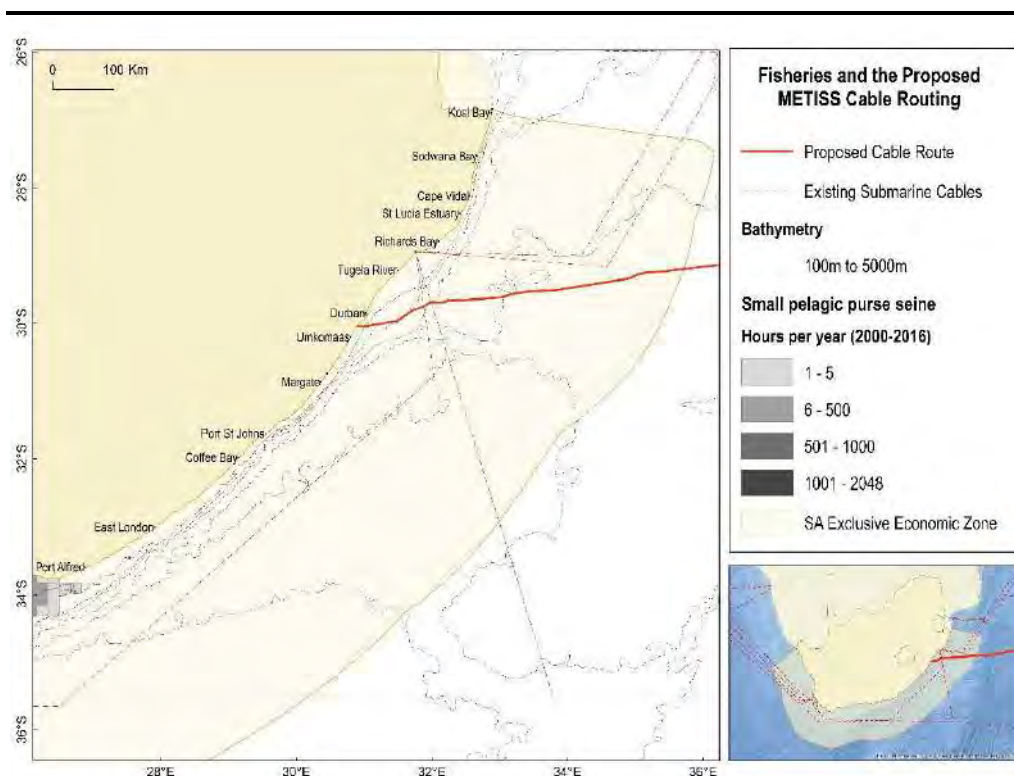 26°S
28°S
30°S
32°S
34°S
36°S
0 100 Km
Kosi Bay
Sodwana Bay
Cape Vidal
St Lucia Estuary
Richards Bay
Tugela River
Durban
Umkomaas
Margate
Port St Johns
Coffee Bay
East London
Port Alfred
28°E
30°E
32°E
34°E
36°E
Fisheries and the Proposed
METISS Cable Routing
Proposed Cable Route
Existing Submarine Cables
Bathymetry
100m to 5000m
Small pelagic purse seine
Hours per year (2000-2016)
1 - 5
6 - 500
501 - 1000
1001 - 2048
SA Exclusive Economic Zone